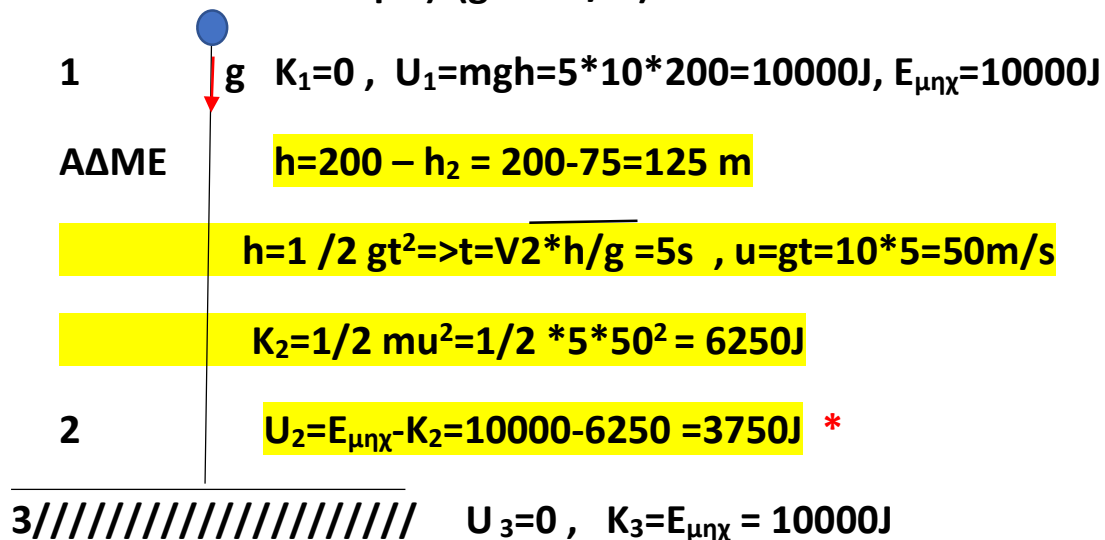 1 g K₁=0 , U₁=mgh=5*10*200=10000J, Eμηχ=10000J
ΑΔΜΕ h=200 – h₂ = 200-75=125 m
h=1 /2 gt²=>t=V2*h/g =5s , u=gt=10*5=50m/s
K₂=1/2 mu²=1/2 *5*50² = 6250J
2 U₂=Eμηχ-K₂=10000-6250 =3750J *
3//////////////////// U ₃=0 , K₃=Eμηχ = 10000J